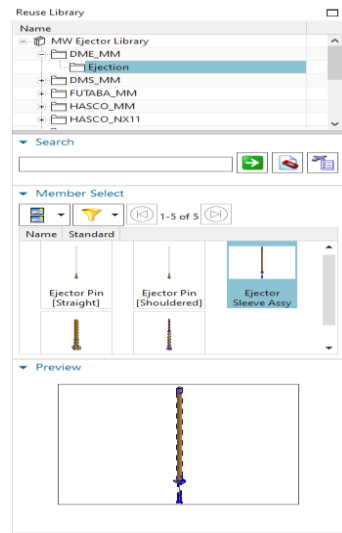 Reuse Library
Name
MW Ejector Library
DME_MM
Ejection
DMS_MM
FUTABA_MM
HASCO_MM
HASCO_NX11
Search
Member Select
1-5 of 5
Name Standard
Ejector Pin
[Straight]
Ejector Pin
[Shouldered]
Ejector
Sleeve Assy
Preview